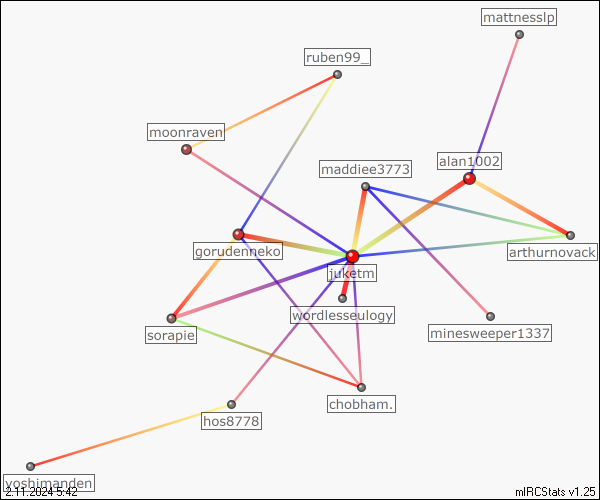 mattnesslp
ruben99_
moonraven
alan1002
maddiee3773
gorudenneko
arthurnovack
juketm
wordlesseulogy
sorapie
minesweeper1337
chobham.
hos8778
yoshimanden
2.11.2024 5:42
mIRCStats v1.25